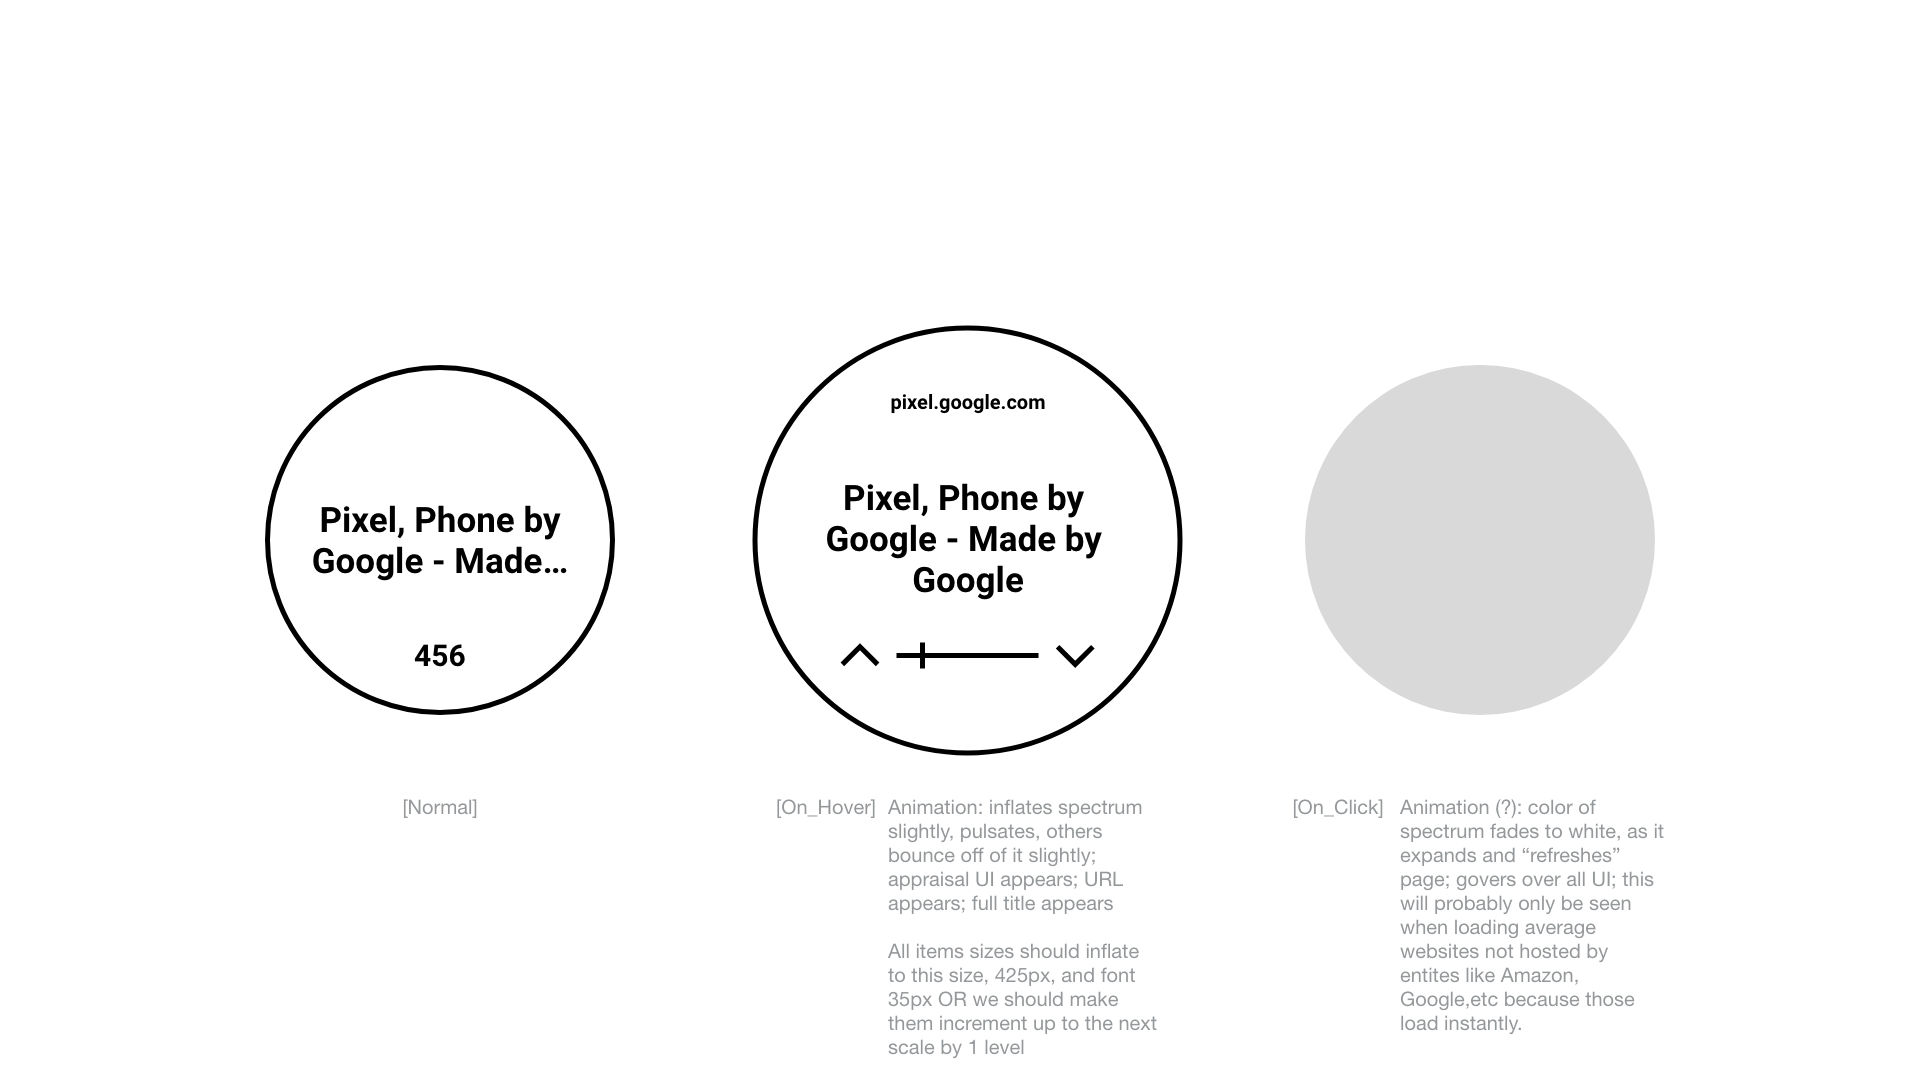 Pixel, Phone by
Google - Made...
456
[Normal]
pixel.google.com
Pixel, Phone by
Google - Made by
Google
[On_Hover]
Animation: inflates spectrum
slightly, pulsates, others
bounce off of it slightly;
appraisal UI appears; URL
appears; full title appears
All items sizes should inflate
to this size, 425px, and font
35px OR we should make
them increment up to the next
scale by 1 level
[On_Click]
Animation (?): color of
spectrum fades to white, as it
expands and “refreshes”
page; govers over all UI; this
will probably only be seen
when loading average
websites not hosted by
entites like Amazon,
Google,etc because those
load instantly.